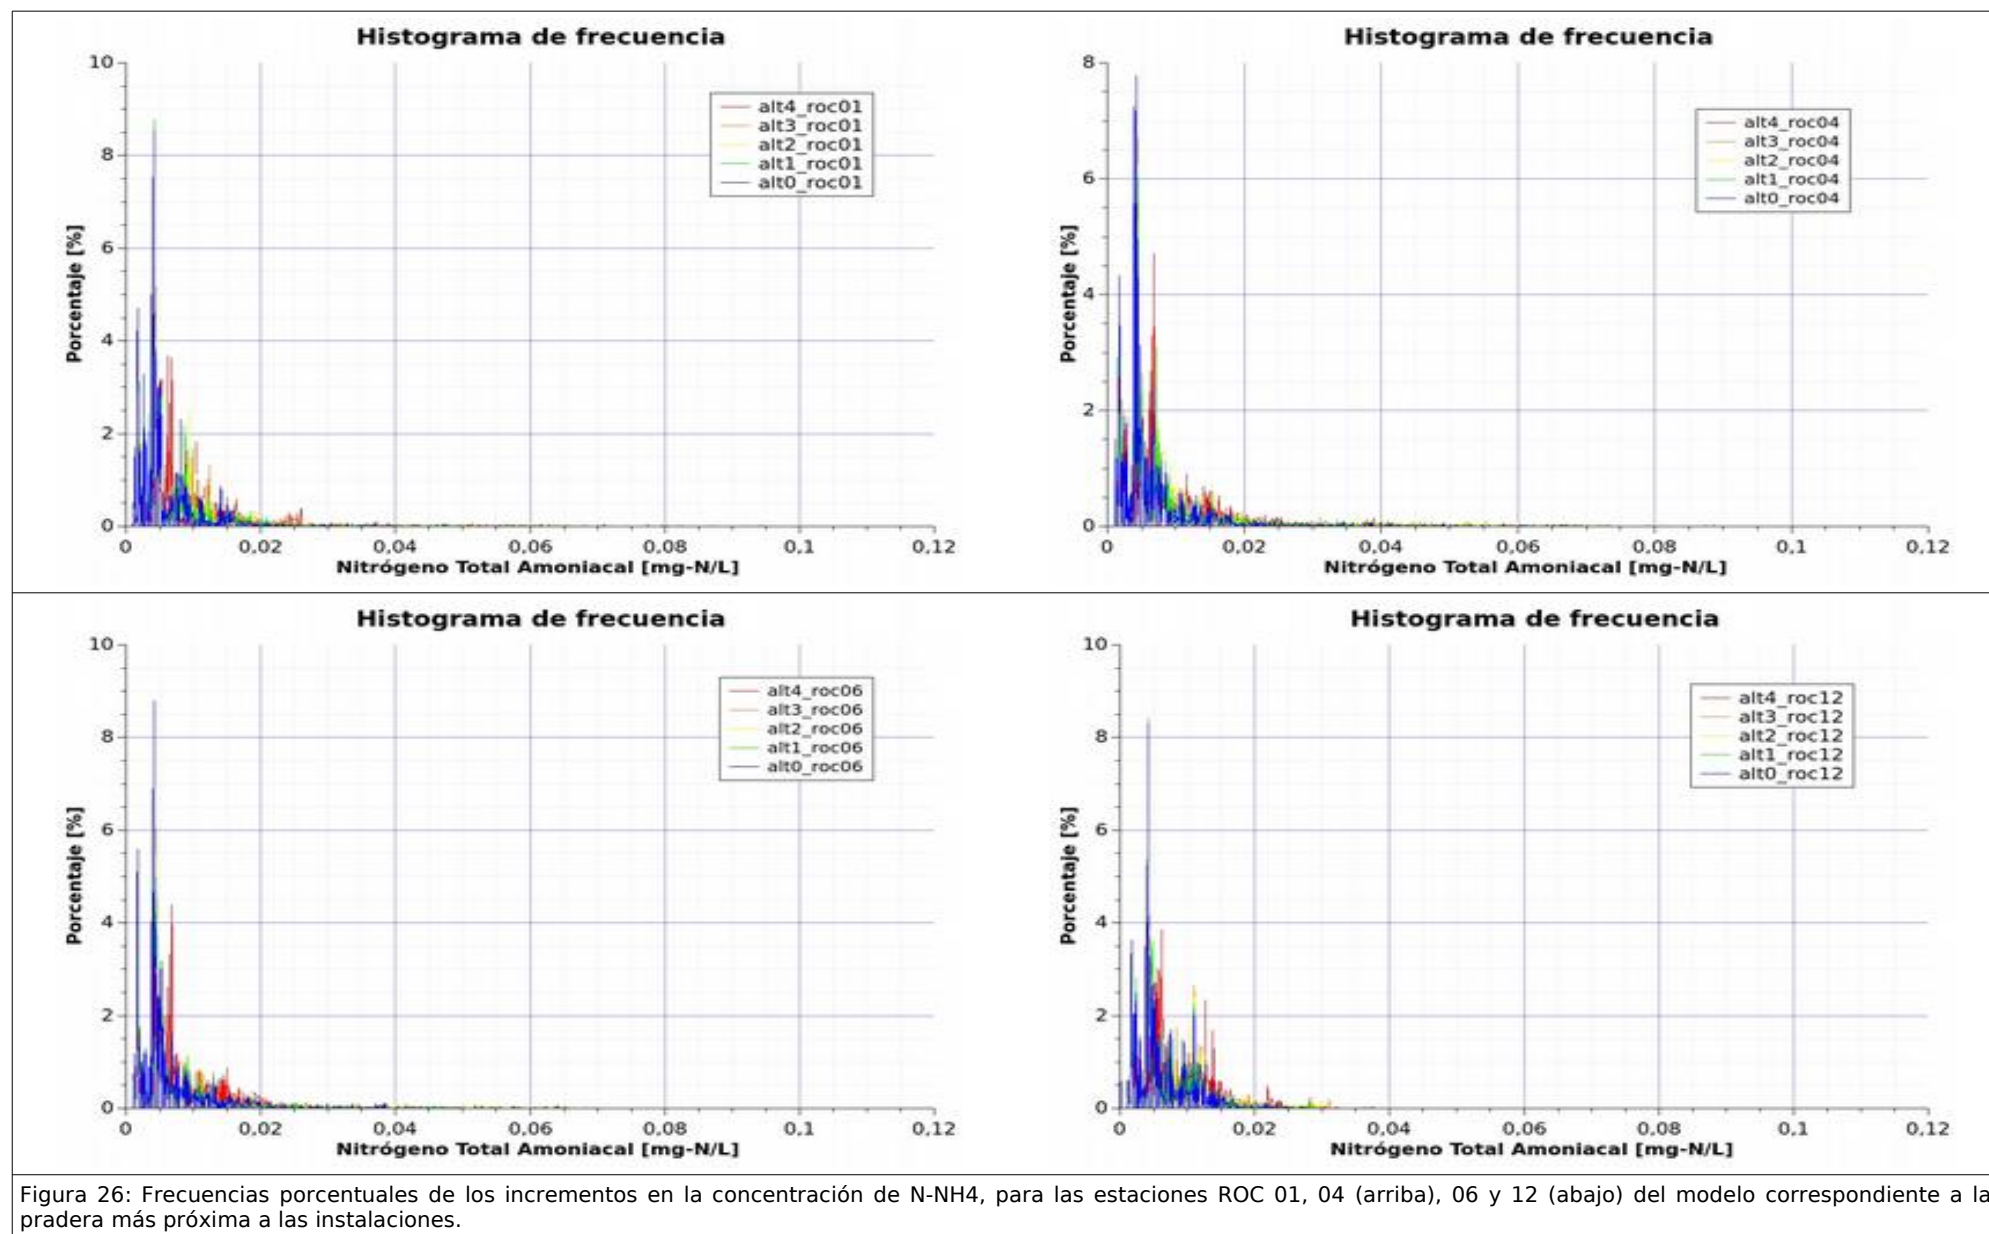 Histograma de frecuencia
10
8
6
4
2
0
Porcentaje [%]
alt4_roc01
alt3_roc01
alt2_roc01
alt1_roc01
alt0_roc01
0 0,02 0,04 0,06 0,08 0,1 0,12
Nitrógeno Total Amoniacal [mg-N/L]
Histograma de frecuencia
8
6
4
2
0
Porcentaje [%]
alt4_roc04
alt3_roc04
alt2_roc04
alt1_roc04
alt0_roc04
0 0,02 0,04 0,06 0,08 0,1 0,12
Nitrógeno Total Amoniacal [mg-N/L]
Histograma de frecuencia
10
8
6
4
2
0
Porcentaje [%]
alt4_roc06
alt3_roc06
alt2_roc06
alt1_roc06
alt0_roc06
0 0,02 0,04 0,06 0,08 0,1 0,12
Nitrógeno Total Amoniacal [mg-N/L]
Histograma de frecuencia
10
8
6
4
2
0
Porcentaje [%]
alt4_roc12
alt3_roc12
alt2_roc12
alt1_roc12
alt0_roc12
0 0,02 0,04 0,06 0,08 0,1 0,12
Nitrógeno Total Amoniacal [mg-N/L]
Figura 26: Frecuencias porcentuales de los incrementos en la concentración de N-NH4, para las estaciones ROC 01, 04 (arriba), 06 y 12 (abajo) del modelo correspondiente a la
pradera más próxima a las instalaciones.